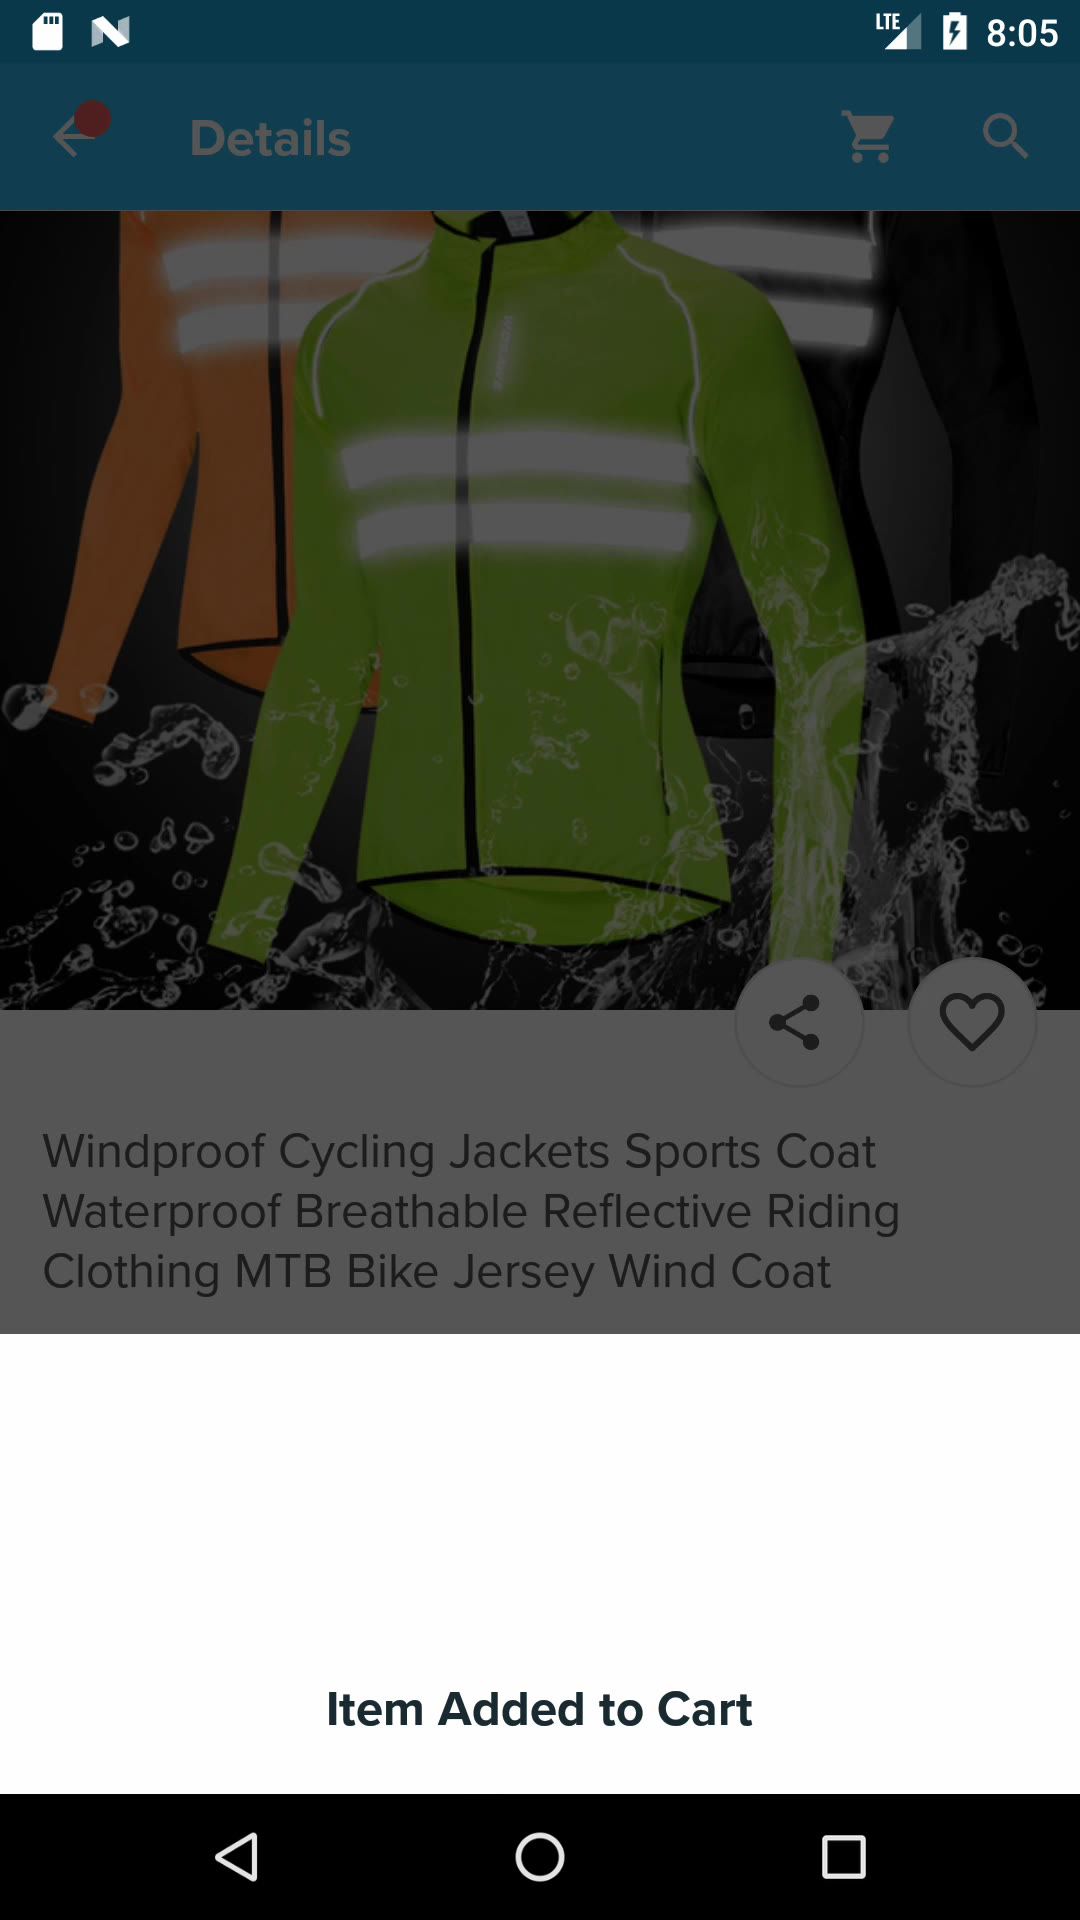 LTE 8:05
Details
Windproof Cycling Jackets Sports Coat
Waterproof Breathable Reflective Riding
Clothing MTB Bike Jersey Wind Coat
Item Added to Cart